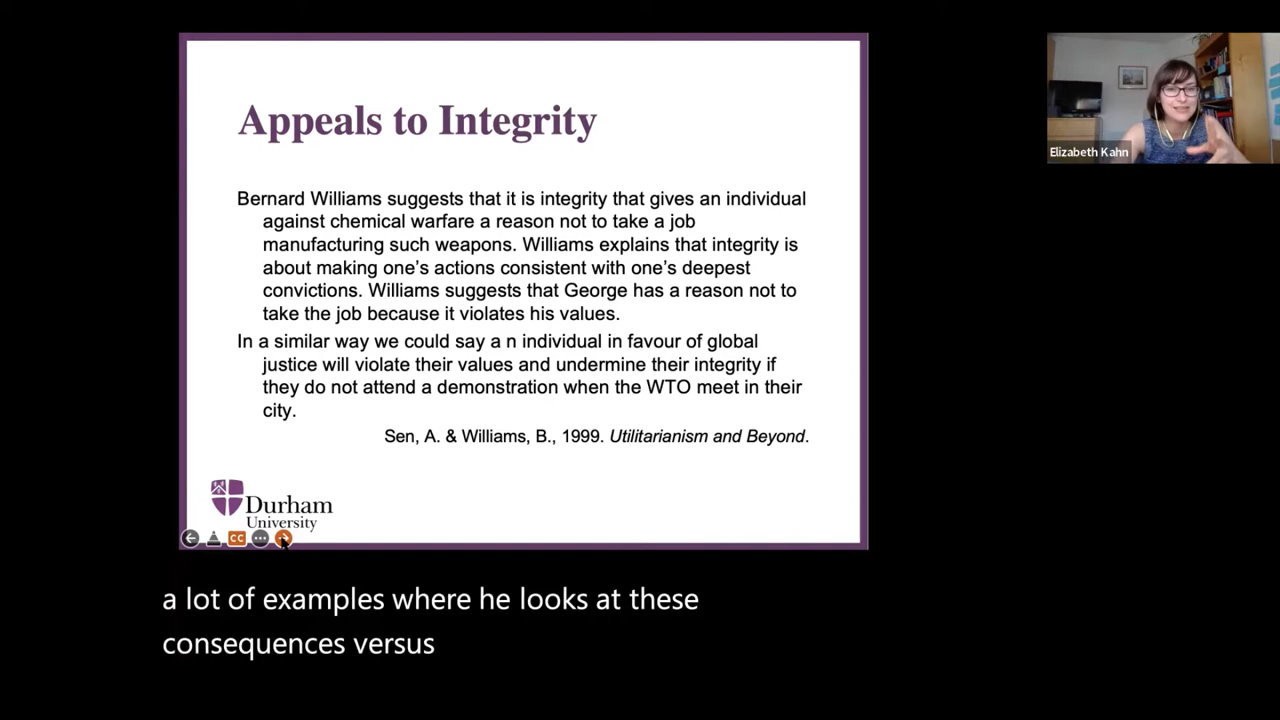 Appeals to Integrity
Bernard Williams suggests that it is integrity that gives an individual
against chemical warfare a reason not to take a job
manufacturing such weapons. Williams explains that integrity is
about making one's actions consistent with one's deepest
convictions. Williams suggests that George has a reason not to
take the job because it violates his values.
In a similar way we could say a n individual in favour of global
justice will violate their values and undermine their integrity if
they do not attend a demonstration when the WTO meet in their
city.
Sen, A. & Williams, B., 1999. Utilitarianism and Beyond.
Durham
University
CC
Elizabeth Kahn
a lot of examples where he looks at these
consequences versus